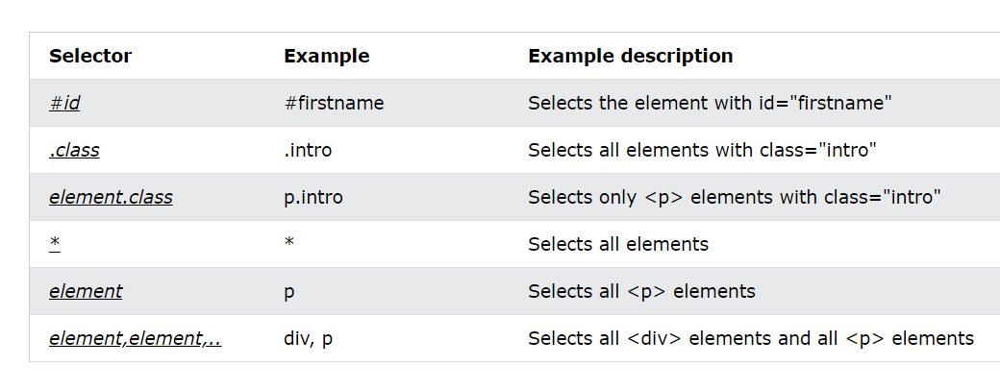 Selector Example Example description
#id #firstname Selects the element with id="firstname"
.class .intro Selects all elements with class="intro"
element.class p.intro Selects only <p> elements with class="intro"
* * Selects all elements
element p Selects all <p> elements
element,element,.. div, p Selects all <div> elements and all <p> elements